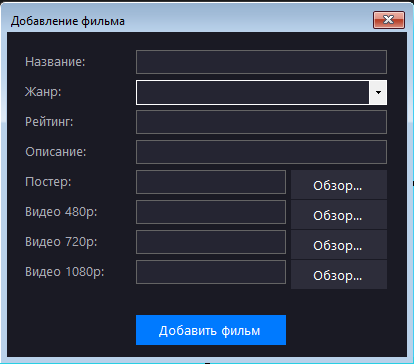 Добавление фильма
Название:
Жанр:
Рейтинг:
Описание:
Постер: Обзор...
Видео 480p: Обзор...
Видео 720p: Обзор...
Видео 1080p: Обзор...
Добавить фильм